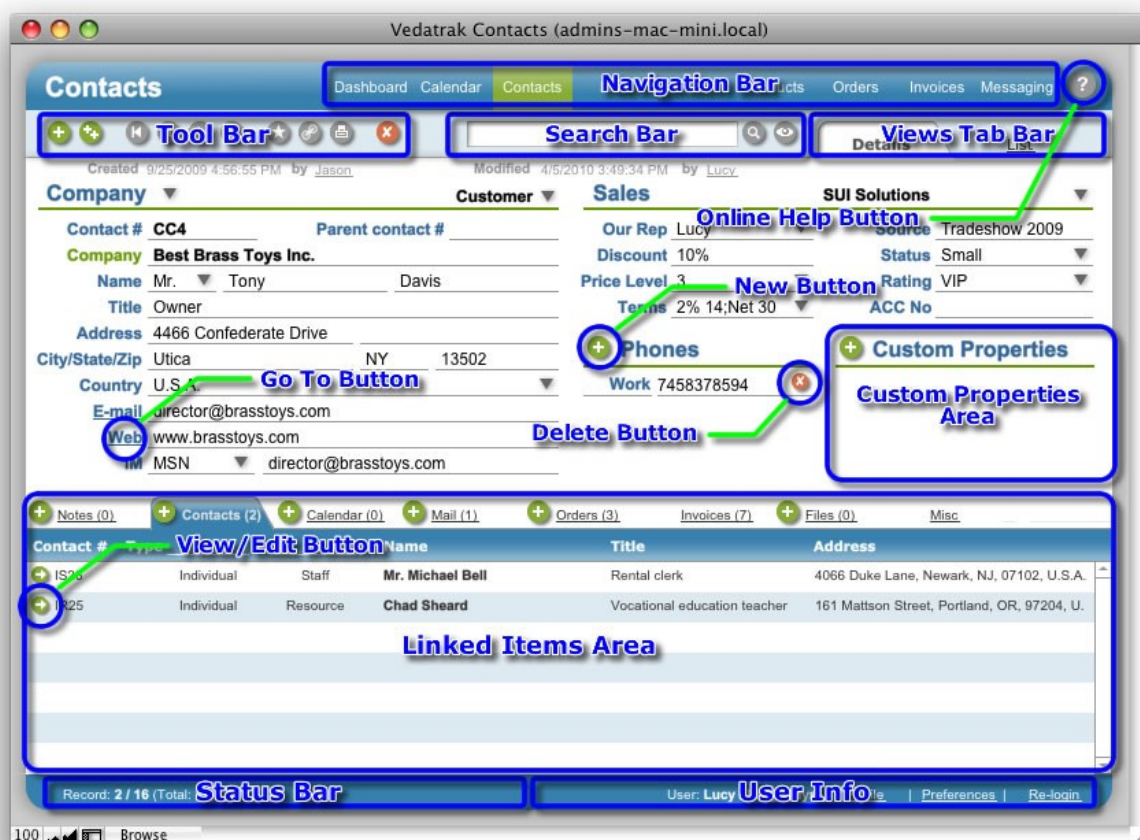 Vedatrak Contacts (admins-mac-mini.local)
Contacts Dashboard Calendar Contacts Navigation Bar Orders Invoices Messaging ?
Tool Bar Search Bar Views Tab Bar
Details List
Created 9/25/2009 4:56:55 PM by Jason Modified 4/5/2010 3:49:34 PM by Lucy
Company Customer Sales SUI Solutions
Online Help Button
Contact # CC4 Parent contact # Our Rep Lucy Source Tradeshow 2009
Company Best Brass Toys Inc. Discount 10% Status Small
Name Mr. Tony Davis Price Level 3 New Button Rating VIP
Title Owner Terms 2% 14;Net 30 ACC No
Address 4466 Confederate Drive
City/State/Zip Utica NY 13502 Phones Custom Properties
Country U.S.A. Go To Button Work 7458378594 Custom Properties
Area
E-mail director@brasstoys.com
Web www.brasstoys.com Delete Button
IM MSN director@brasstoys.com
Notes (0) Contacts (2) Calendar (0) Mail (1) Orders (3) Invoices (7) Files (0) Misc
Contact # Type View/Edit Button Name Title Address
IS28 Individual Staff Mr. Michael Bell Rental clerk 4066 Duke Lane, Newark, NJ, 07102, U.S.A.
IR25 Individual Resource Chad Sheard Vocational education teacher 161 Mattson Street, Portland, OR, 97204, U.
Linked Items Area
Record: 2 / 16 (Total: Status Bar User: Lucy User Info | Preferences | Re-login
100 Browse